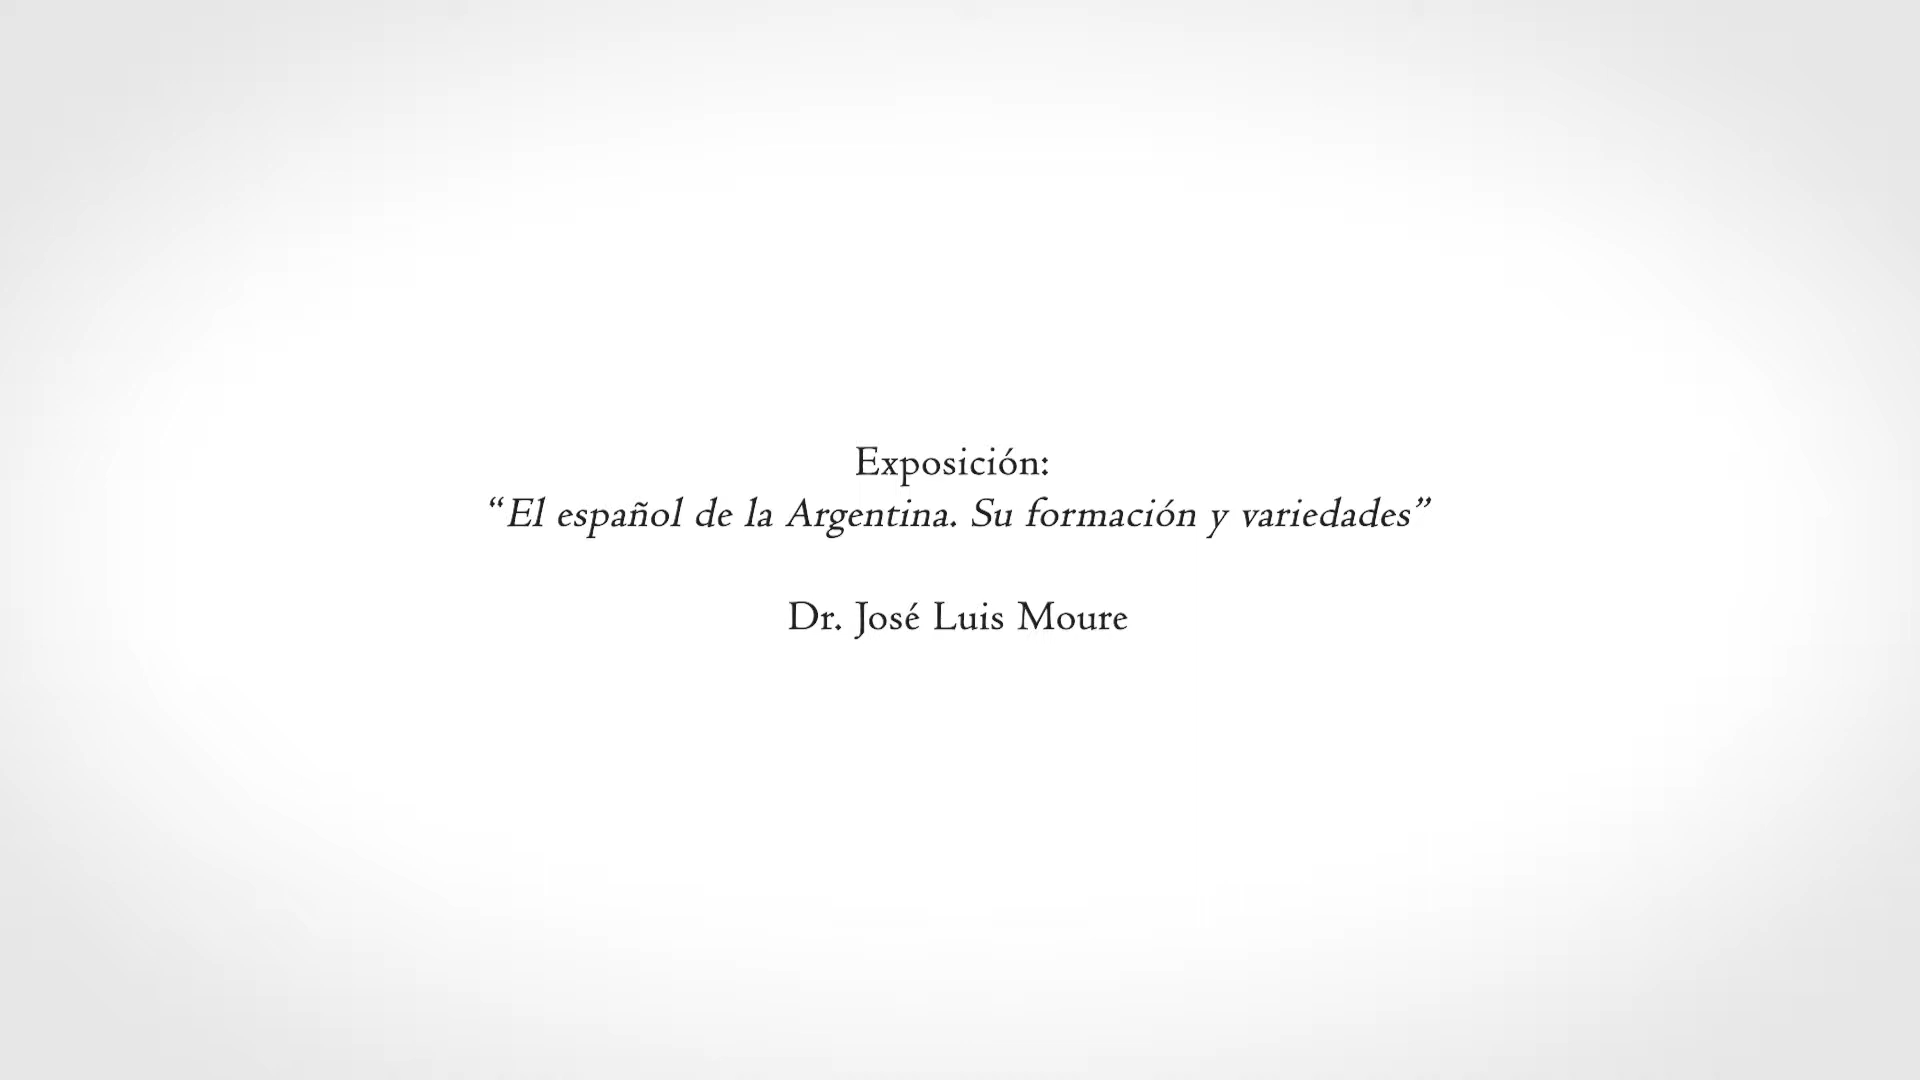 Exposición:
“El español de la Argentina. Su formación y variedades”
Dr. José Luis Moure